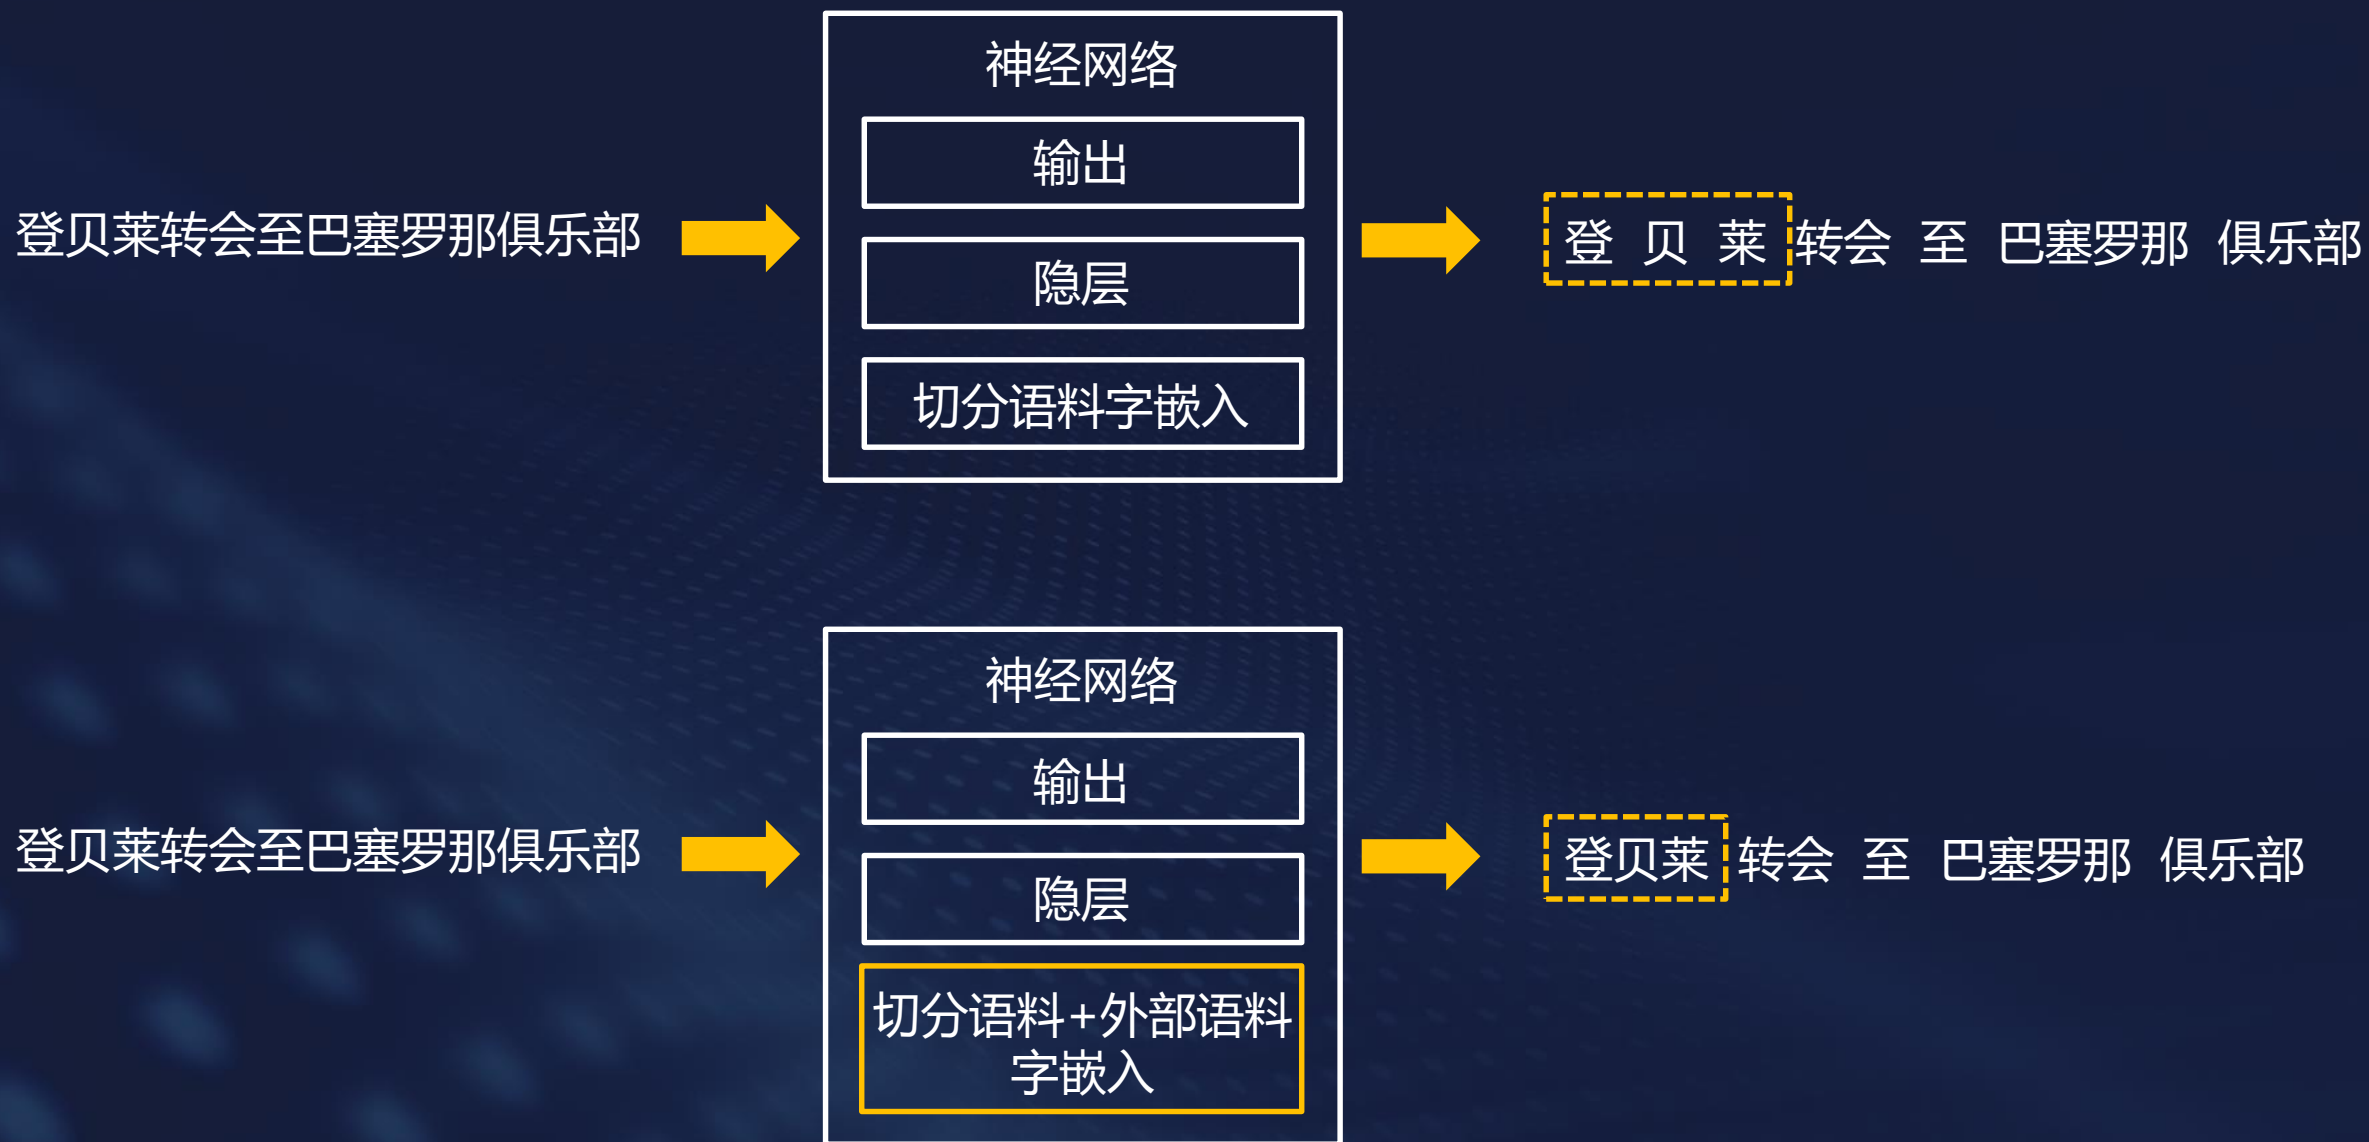 神经网络
输出
登贝莱转会至巴塞罗那俱乐部
登 贝 莱 转会 至 巴塞罗那 俱乐部
隐层
切分语料字嵌入
神经网络
输出
登贝莱转会至巴塞罗那俱乐部
登贝莱 转会 至 巴塞罗那 俱乐部
隐层
切分语料+外部语料
字嵌入